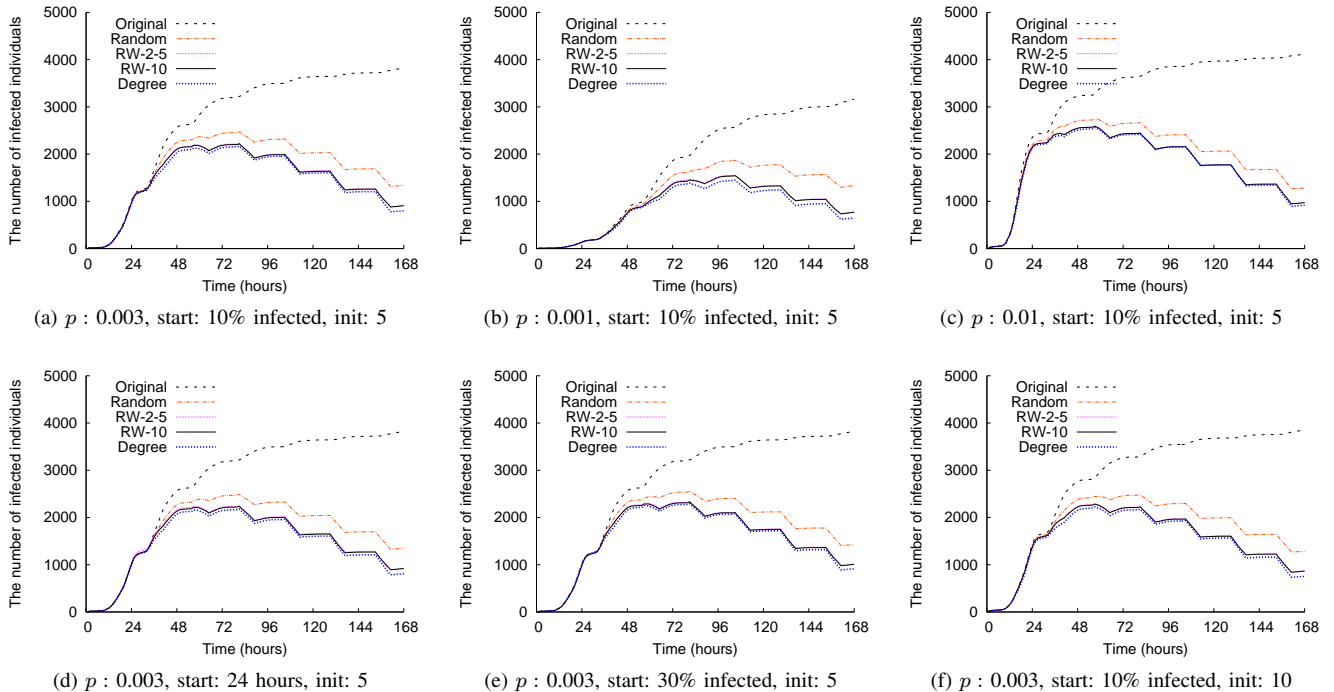 The number of infected individuals
5000
4000
3000
2000
1000
0
Original
Random
RW-2-5
RW-10
Degree
0 24 48 72 96 120 144 168
Time (hours)
(a) p : 0.003, start: 10% infected, init: 5
The number of infected individuals
5000
4000
3000
2000
1000
0
Original
Random
RW-2-5
RW-10
Degree
0 24 48 72 96 120 144 168
Time (hours)
(b) p : 0.001, start: 10% infected, init: 5
The number of infected individuals
5000
4000
3000
2000
1000
0
Original
Random
RW-2-5
RW-10
Degree
0 24 48 72 96 120 144 168
Time (hours)
(c) p : 0.01, start: 10% infected, init: 5
The number of infected individuals
5000
4000
3000
2000
1000
0
Original
Random
RW-2-5
RW-10
Degree
0 24 48 72 96 120 144 168
Time (hours)
(d) p : 0.003, start: 24 hours, init: 5
The number of infected individuals
5000
4000
3000
2000
1000
0
Original
Random
RW-2-5
RW-10
Degree
0 24 48 72 96 120 144 168
Time (hours)
(e) p : 0.003, start: 30% infected, init: 5
The number of infected individuals
5000
4000
3000
2000
1000
0
Original
Random
RW-2-5
RW-10
Degree
0 24 48 72 96 120 144 168
Time (hours)
(f) p : 0.003, start: 10% infected, init: 10